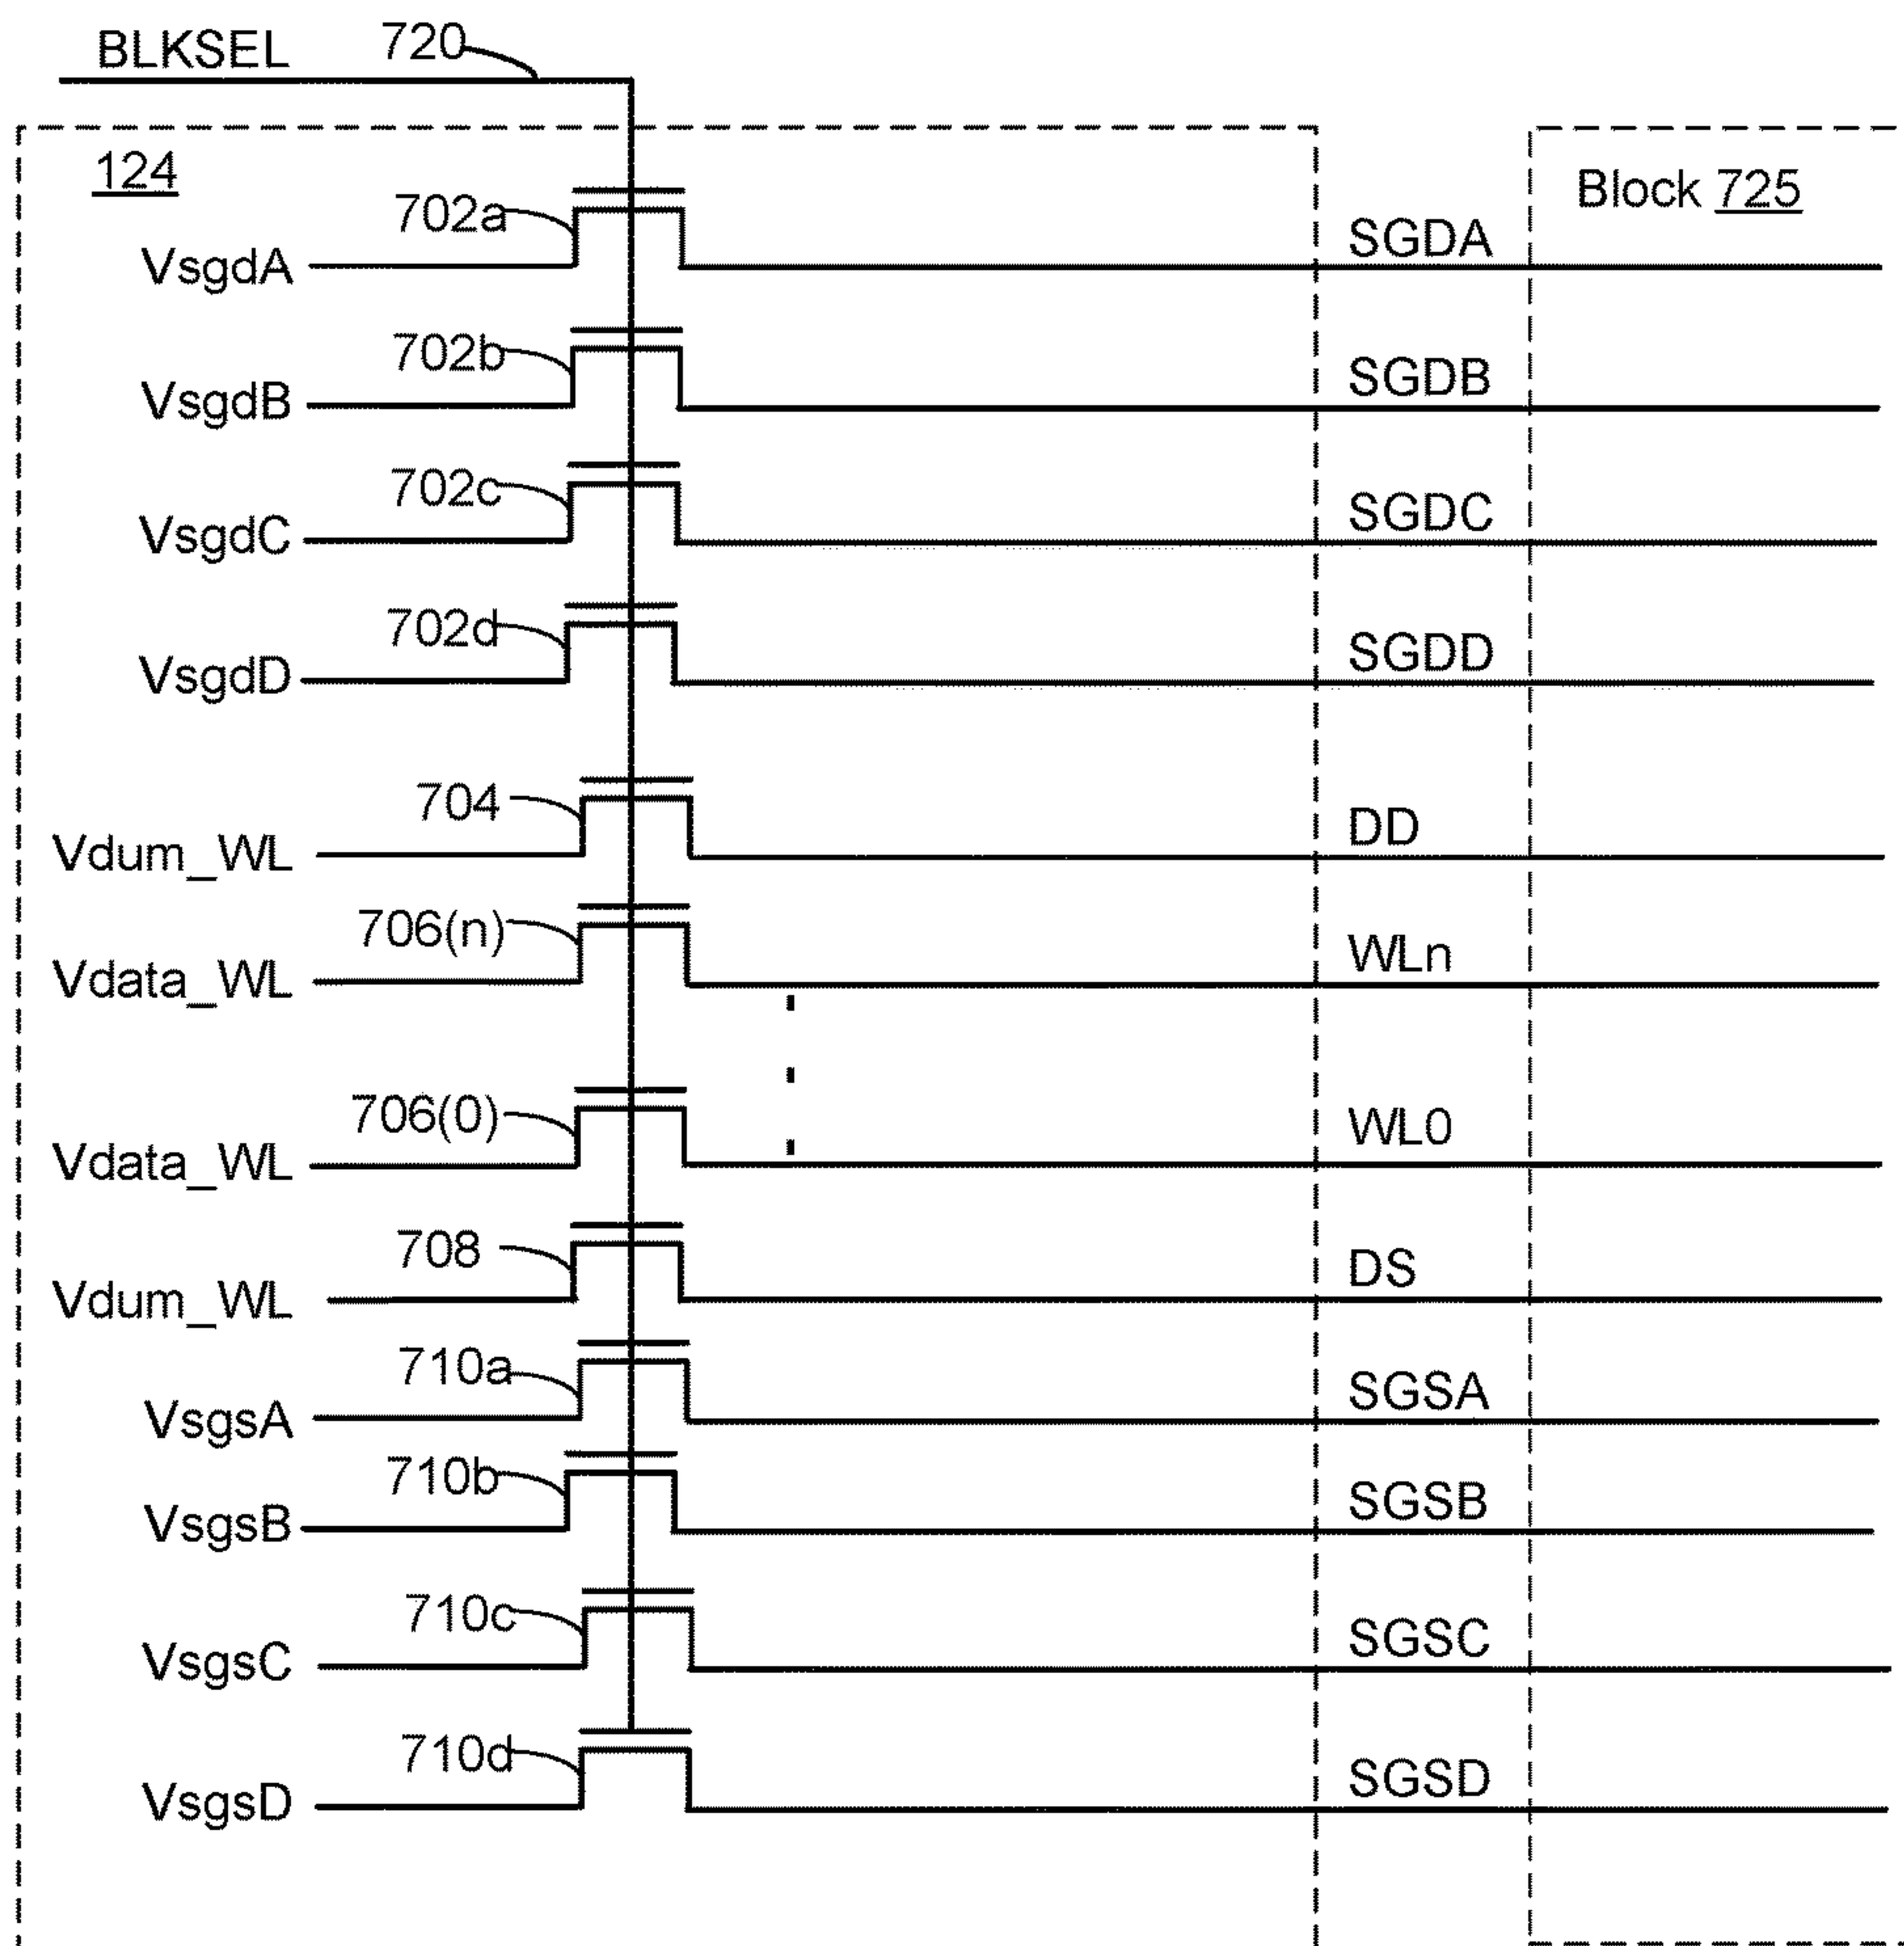 BLKSEL 720
124
Block 725
702a
VsgdA
SGDA
702b
VsgdB
SGDB
702c
VsgdC
SGDC
702d
VsgdD
SGDD
704
Vdum_WL
DD
706(n)
Vdata_WL
WLn
706(0)
Vdata_WL
WL0
708
Vdum_WL
DS
710a
VsgsA
SGSA
710b
VsgsB
SGSB
710c
VsgsC
SGSC
710d
VsgsD
SGSD